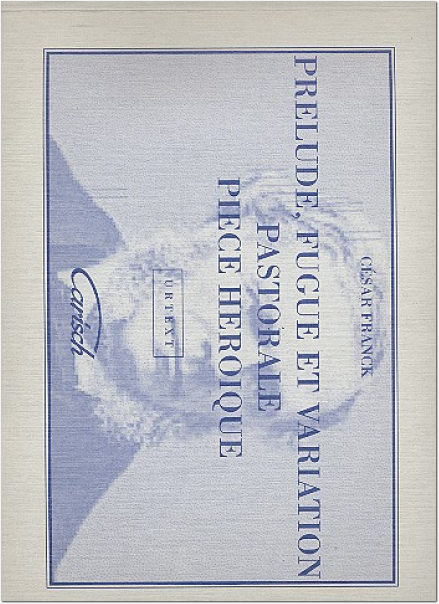 CÉSAR FRANCK
PRELUDE, FUGUE ET VARIATION
PASTORALE
PIECE HEROIQUE
URTEXT
Carisch